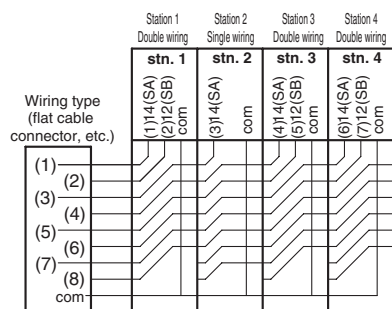 Station 1 Station 2 Station 3 Station 4
Double wiring Single wiring Double wiring Double wiring
stn. 1 stn. 2 stn. 3 stn. 4
(1)14(SA)
(2)12(SB)
com
(3)14(SA)
com
(4)14(SA)
(5)12(SB)
com
(6)14(SA)
(7)12(SB)
com
Wiring type
(flat cable
connector, etc.)
(1)
(2)
(3)
(4)
(5)
(6)
(7)
(8)
com